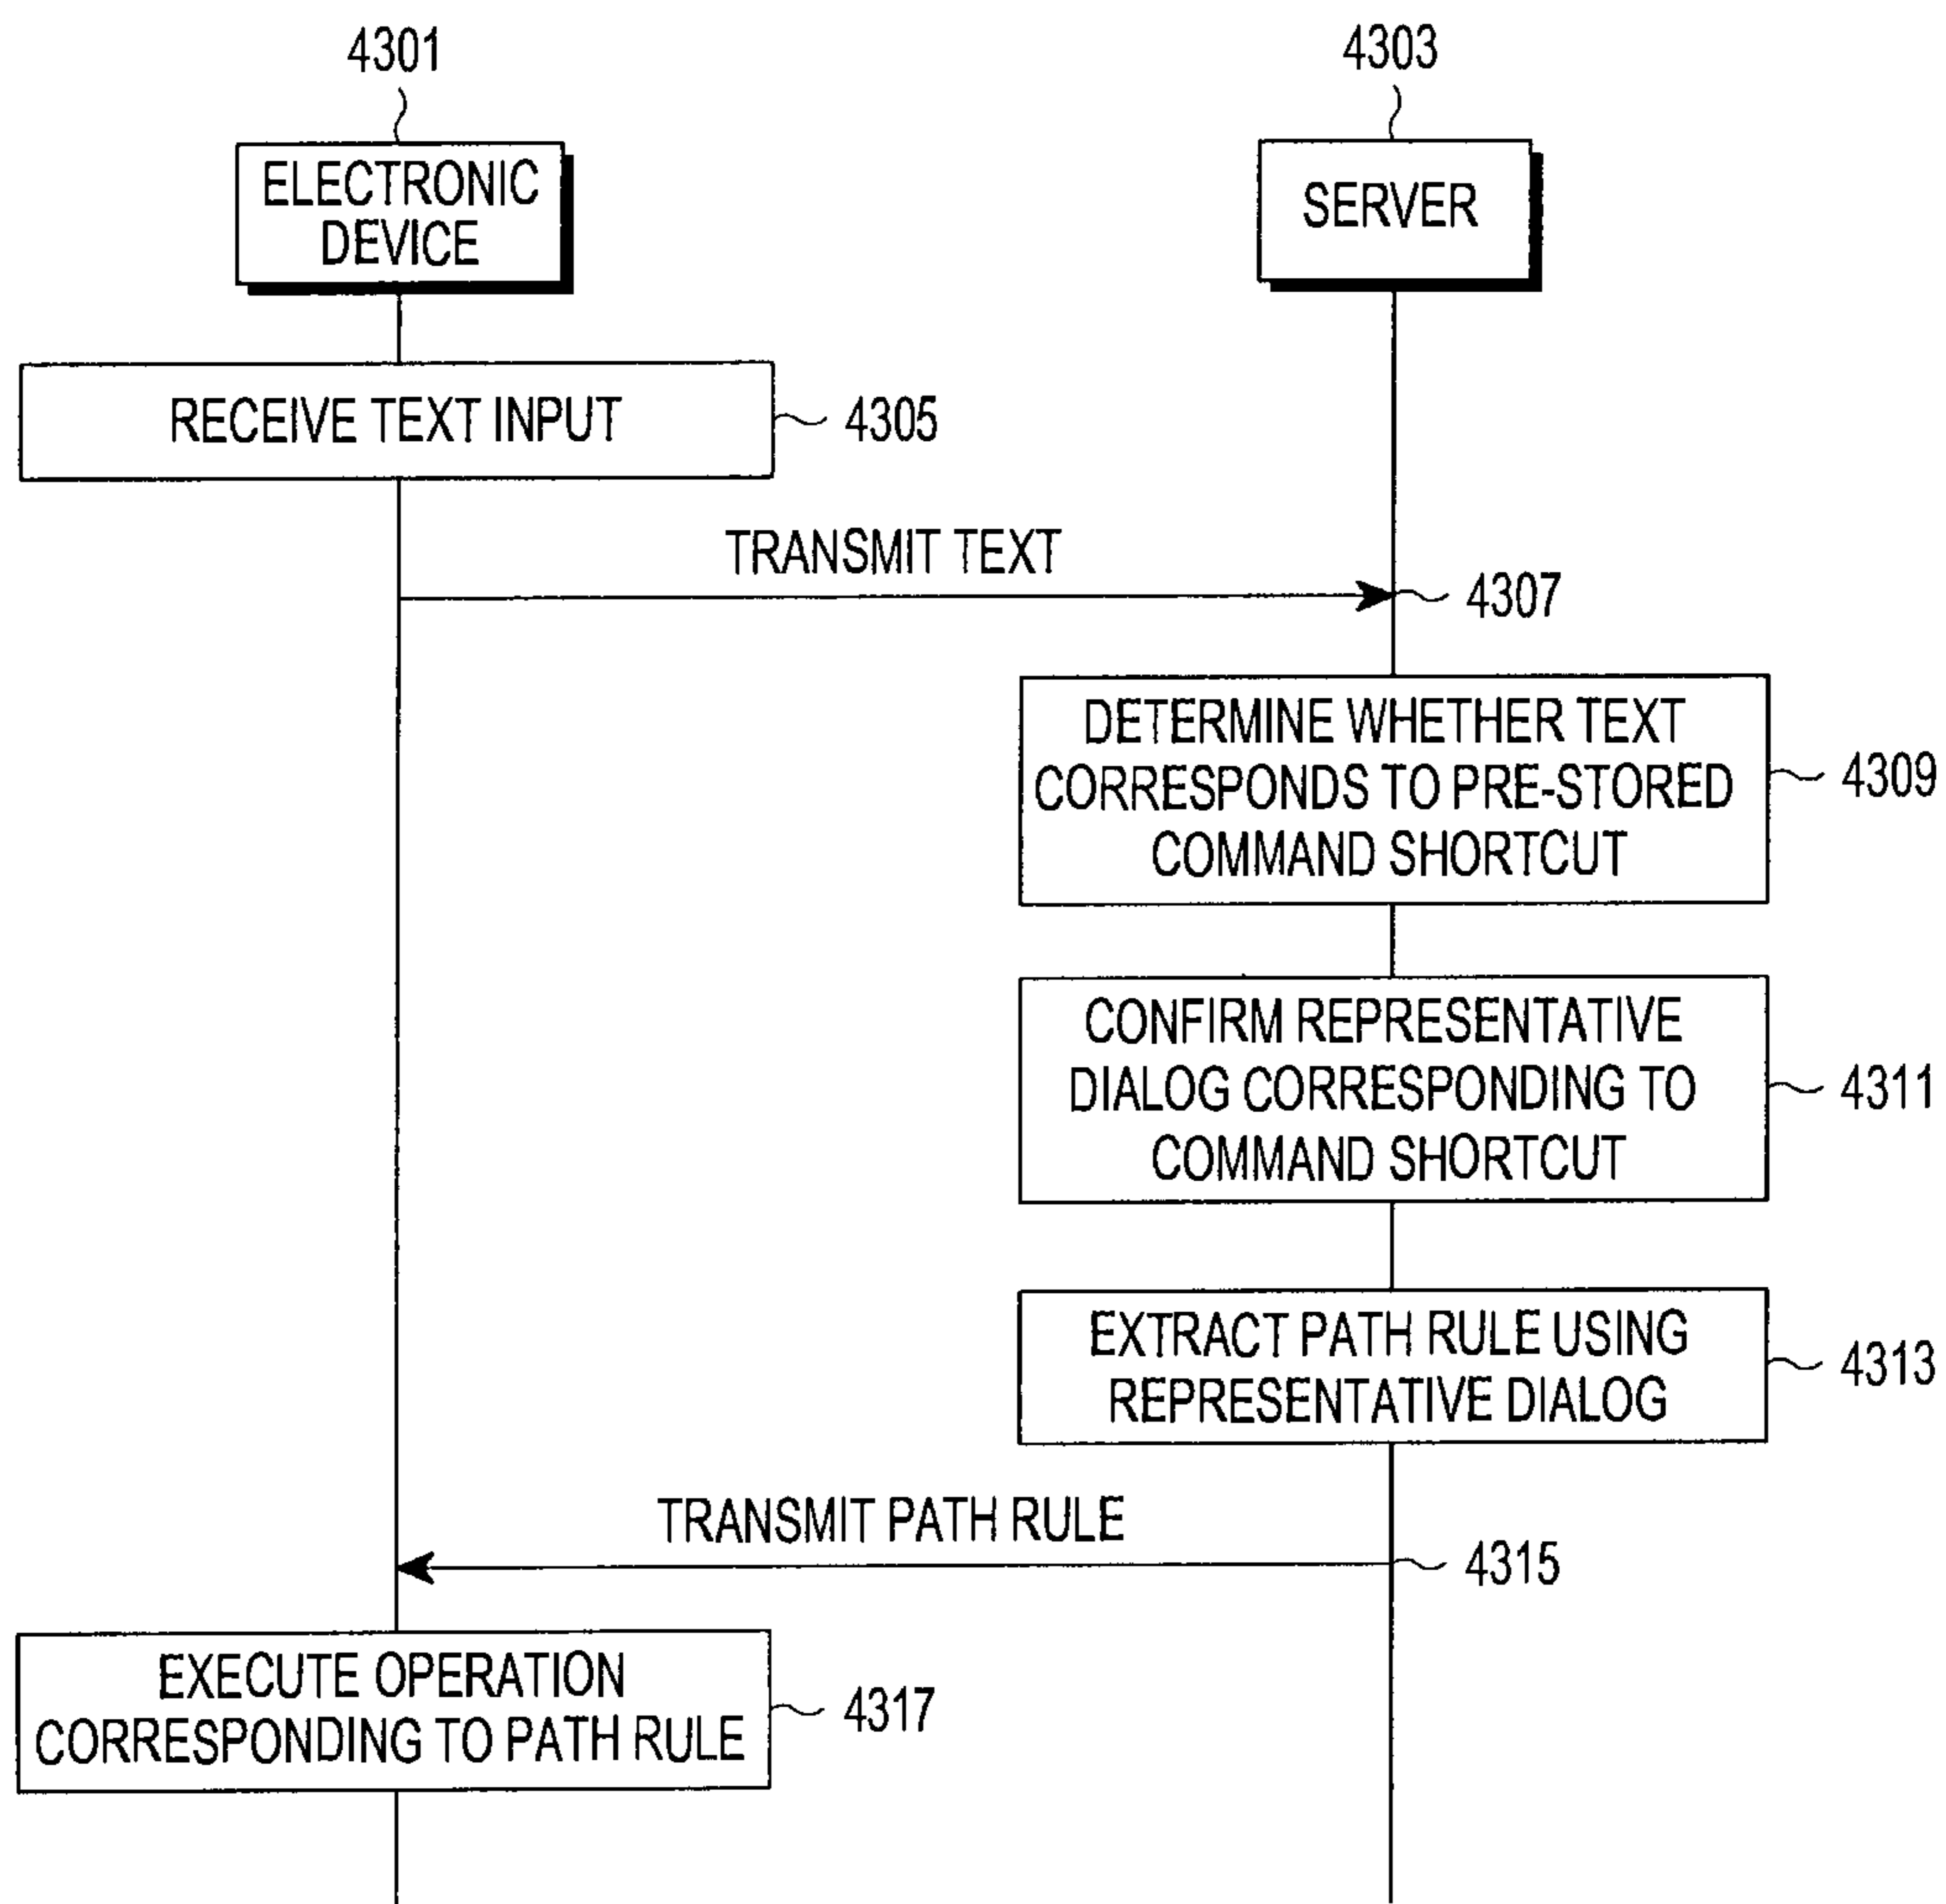 4301
4303
ELECTRONIC
DEVICE
SERVER
RECEIVE TEXT INPUT
4305
TRANSMIT TEXT
4307
DETERMINE WHETHER TEXT
CORRESPONDS TO PRE-STORED
COMMAND SHORTCUT
4309
CONFIRM REPRESENTATIVE
DIALOG CORRESPONDING TO
COMMAND SHORTCUT
4311
EXTRACT PATH RULE USING
REPRESENTATIVE DIALOG
4313
TRANSMIT PATH RULE
4315
EXECUTE OPERATION
CORRESPONDING TO PATH RULE
4317